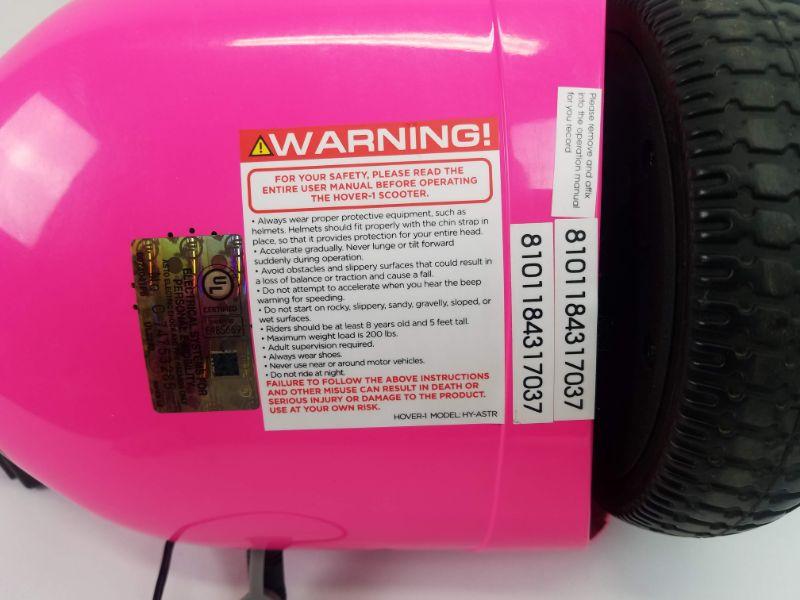 WARNING!
FOR YOUR SAFETY, PLEASE READ THE
ENTIRE USER MANUAL BEFORE OPERATING
THE HOVER-1 SCOOTER.
• Always wear proper protective equipment, such as
helmets. Helmets should fit properly with the chin strap in
place, so that it provides protection for your entire head.
• Accelerate gradually. Never lunge or tilt forward
suddenly during operation.
• Avoid obstacles and slippery surfaces that could result in
a loss of balance or traction and cause a fall.
• Do not attempt to accelerate when you hear the beep
warning for speeding.
• Do not start on rocky, slippery, sandy, gravelly, sloped, or
wet surfaces.
• Riders should be at least 8 years old and 5 feet tall.
• Maximum weight load is 200 lbs.
• Adult supervision required.
• Always wear shoes.
• Never use near or around motor vehicles.
• Do not ride at night.
FAILURE TO FOLLOW THE ABOVE INSTRUCTIONS
AND OTHER MISUSE CAN RESULT IN DEATH OR
SERIOUS INJURY OR DAMAGE TO THE PRODUCT.
USE AT YOUR OWN RISK.
HOVER-1 MODEL: HY-ASTR
UL
CERTIFIED
ELECTRICAL SYSTEMS FOR
PERSONAL E-MOBILITY
Please remove and affix
into the operation manual
for you record
8101184317037
8101184317037